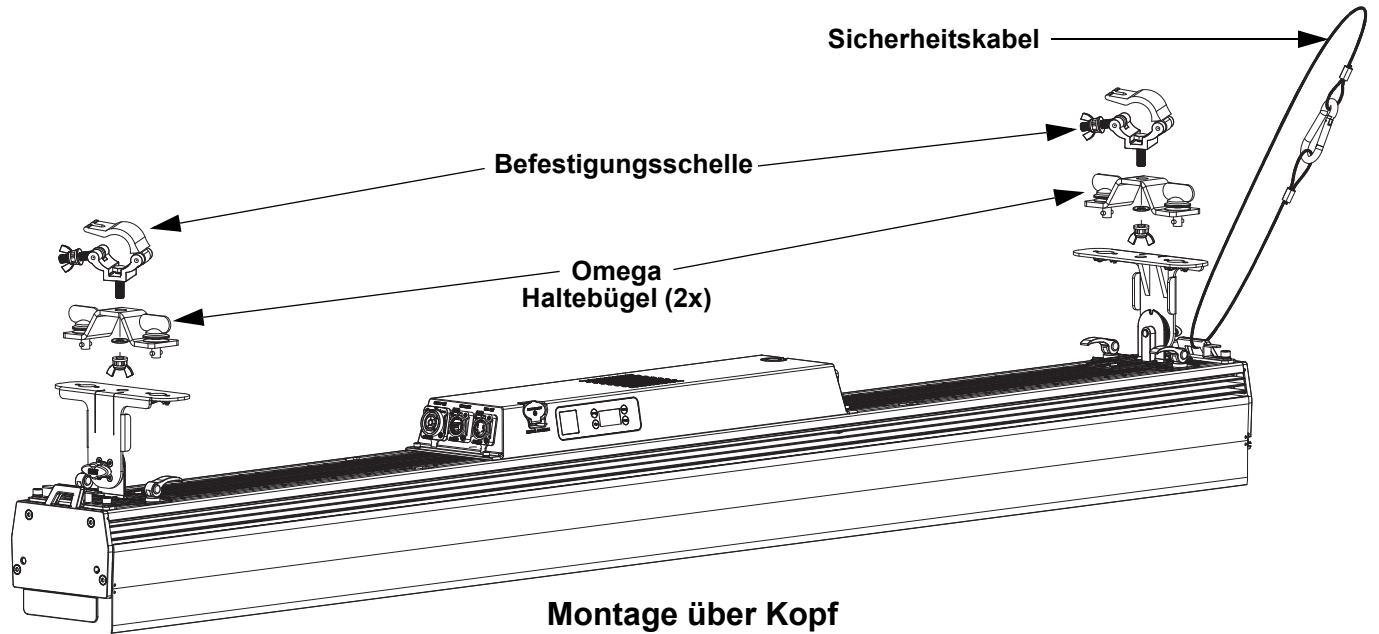 Sicherheitskabel
Befestigungsschelle
Omega
Haltebügel (2x)
Montage über Kopf